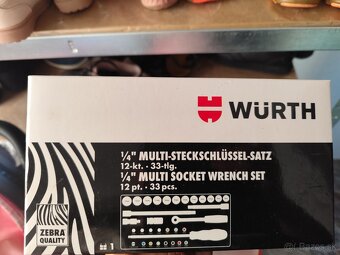 WÜRTH
1/4" MULTI-STECKSCHLÜSSEL-SATZ
12-kt. · 33-tlg.
1/4" MULTI SOCKET WRENCH SET
12 pt. · 33 pcs.
ZEBRA
QUALITY
1